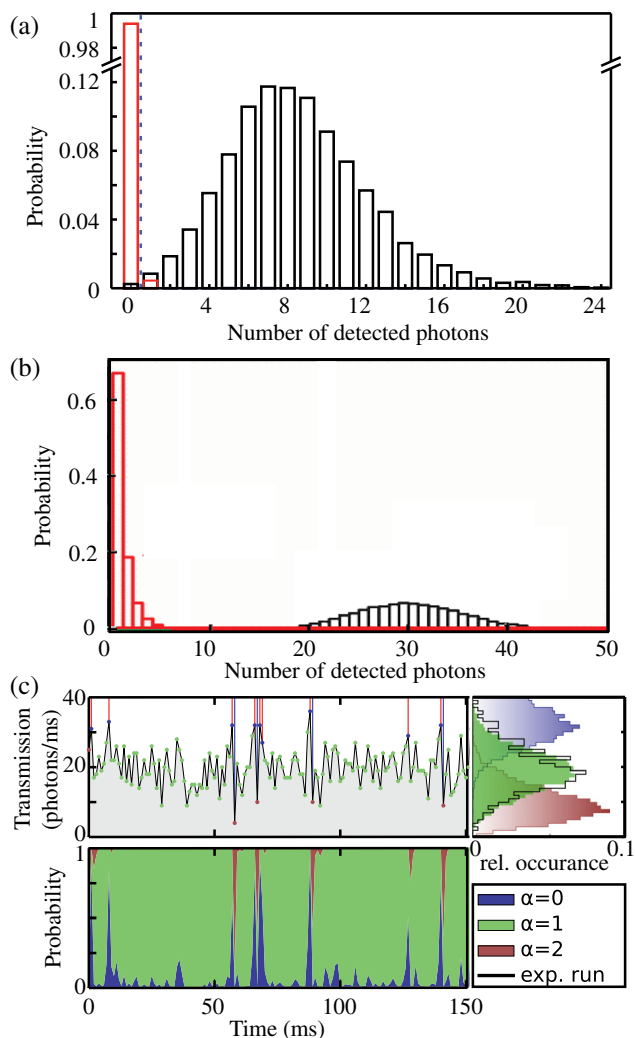 (a)
1
0.98
0.12
0.08
0.04
0
Probability
0 4 8 12 16 20 24
Number of detected photons
(b)
0.6
0.4
0.2
0
Probability
0 10 20 30 40 50
Number of detected photons
(c)
40
20
0
Transmission
(photons/ms)
0 0.1
rel. occurance
1
0
Probability
0 50 100 150
Time (ms)
α=0
α=1
α=2
exp. run